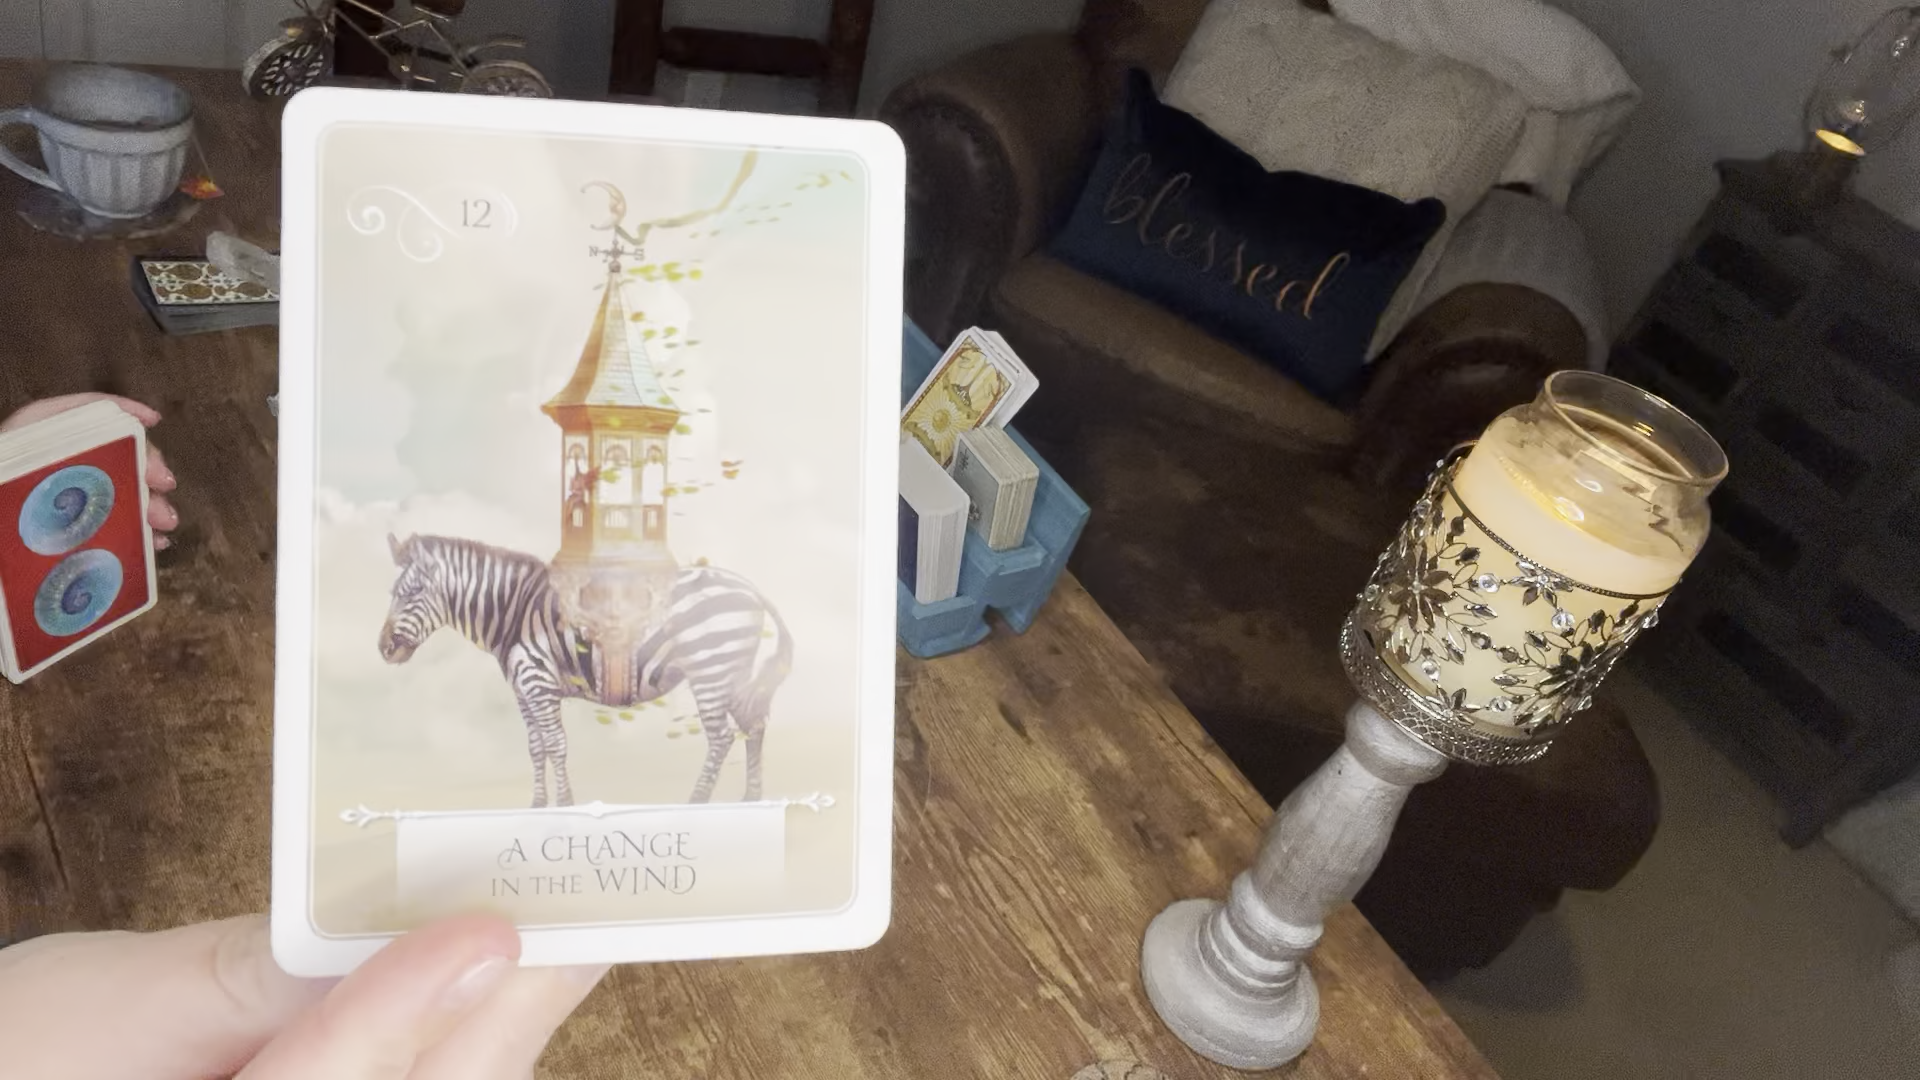 12
N S
A CHANGE
IN THE WIND
blessed